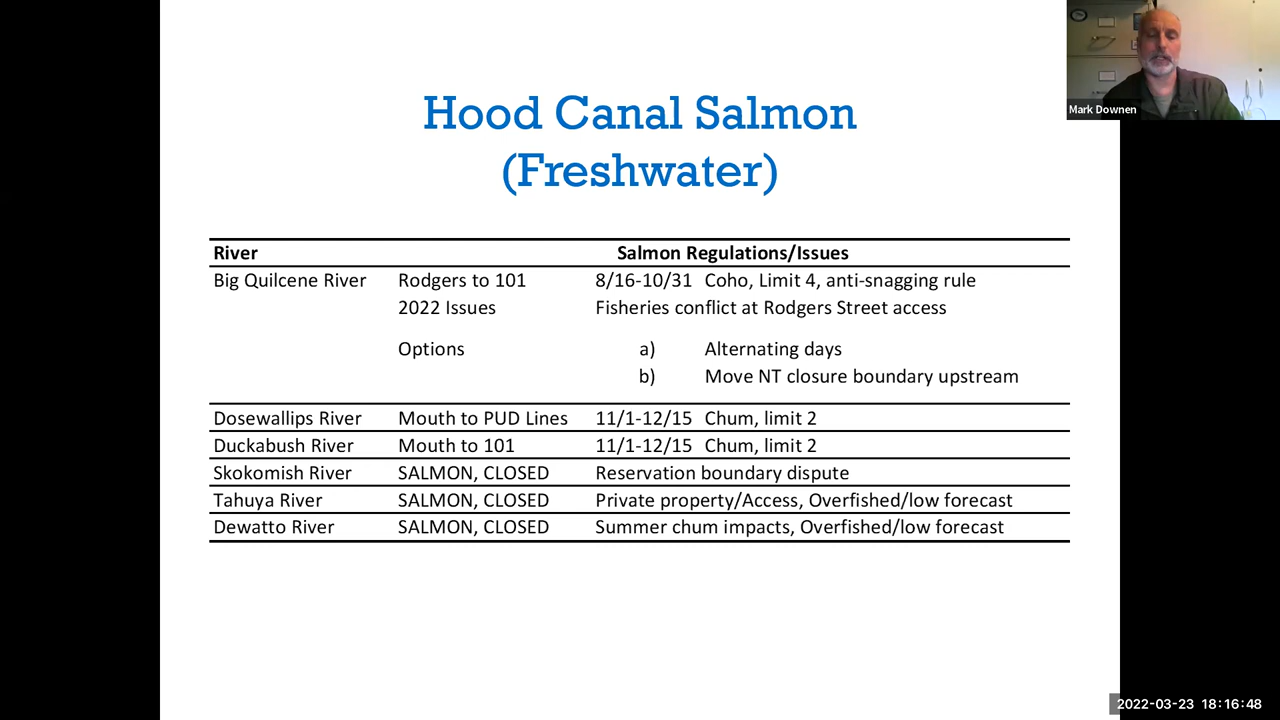 Hood Canal Salmon
(Freshwater)
Mark Downen
River Salmon Regulations/Issues
Big Quilcene River Rodgers to 101 8/16-10/31 Coho, Limit 4, anti-snagging rule
2022 Issues Fisheries conflict at Rodgers Street access
Options a) Alternating days
b) Move NT closure boundary upstream
Dosewallips River Mouth to PUD Lines 11/1-12/15 Chum, limit 2
Duckabush River Mouth to 101 11/1-12/15 Chum, limit 2
Skokomish River SALMON, CLOSED Reservation boundary dispute
Tahuya River SALMON, CLOSED Private property/Access, Overfished/low forecast
Dewatto River SALMON, CLOSED Summer chum impacts, Overfished/low forecast
2022-03-23 18:16:48